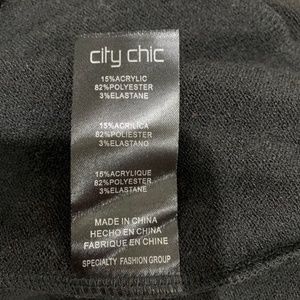 city chic
15%ACRYLIC
82%POLYESTER
3%ELASTANE
15%ACRILICA
82%POLIESTER
3%ELASTANO
15%ACRYLIQUE
82%POLYESTER
3%ELASTANE
MADE IN CHINA
HECHO EN CHINA
FABRIQUE EN CHINE
SPECIALTY FASHION GROUP